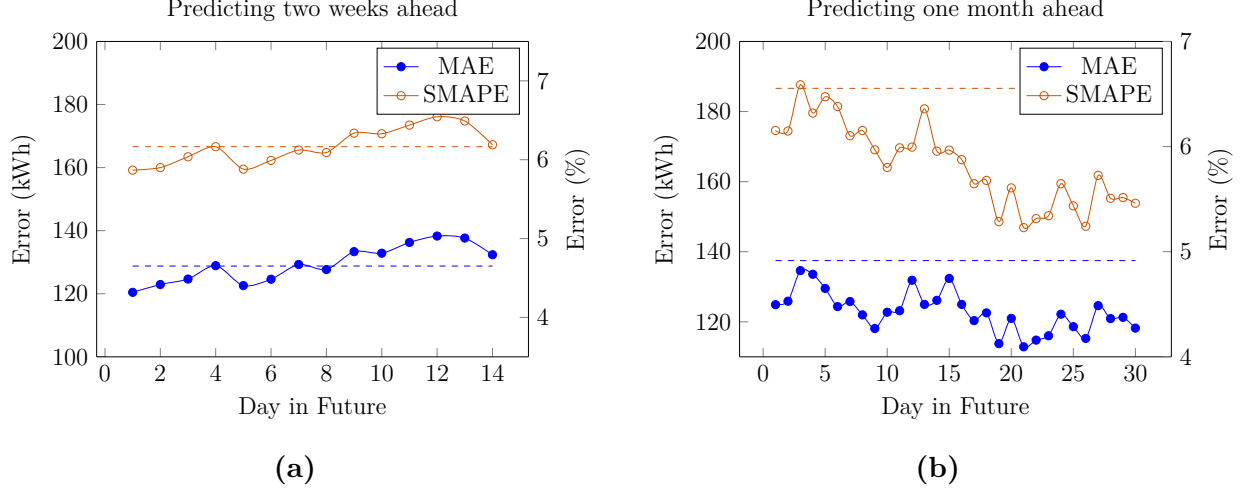 Predicting two weeks ahead
200
180
160
140
120
100
Error (kWh)
0 2 4 6 8 10 12 14
Day in Future
7
6
5
4
Error (%)
MAE
SMAPE
(a)
Predicting one month ahead
200
180
160
140
120
Error (kWh)
0 5 10 15 20 25 30
Day in Future
7
6
5
4
Error (%)
MAE
SMAPE
(b)